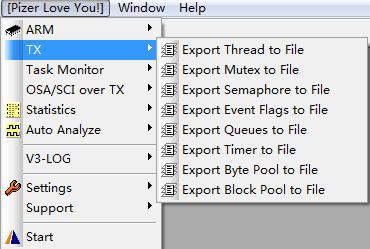 [Pizer Love You!] Window Help
ARM
TX
Task Monitor
OSA/SCI over TX
Statistics
Auto Analyze
V3-LOG
Settings
Support
Start
Export Thread to File
Export Mutex to File
Export Semaphore to File
Export Event Flags to File
Export Queues to File
Export Timer to File
Export Byte Pool to File
Export Block Pool to File